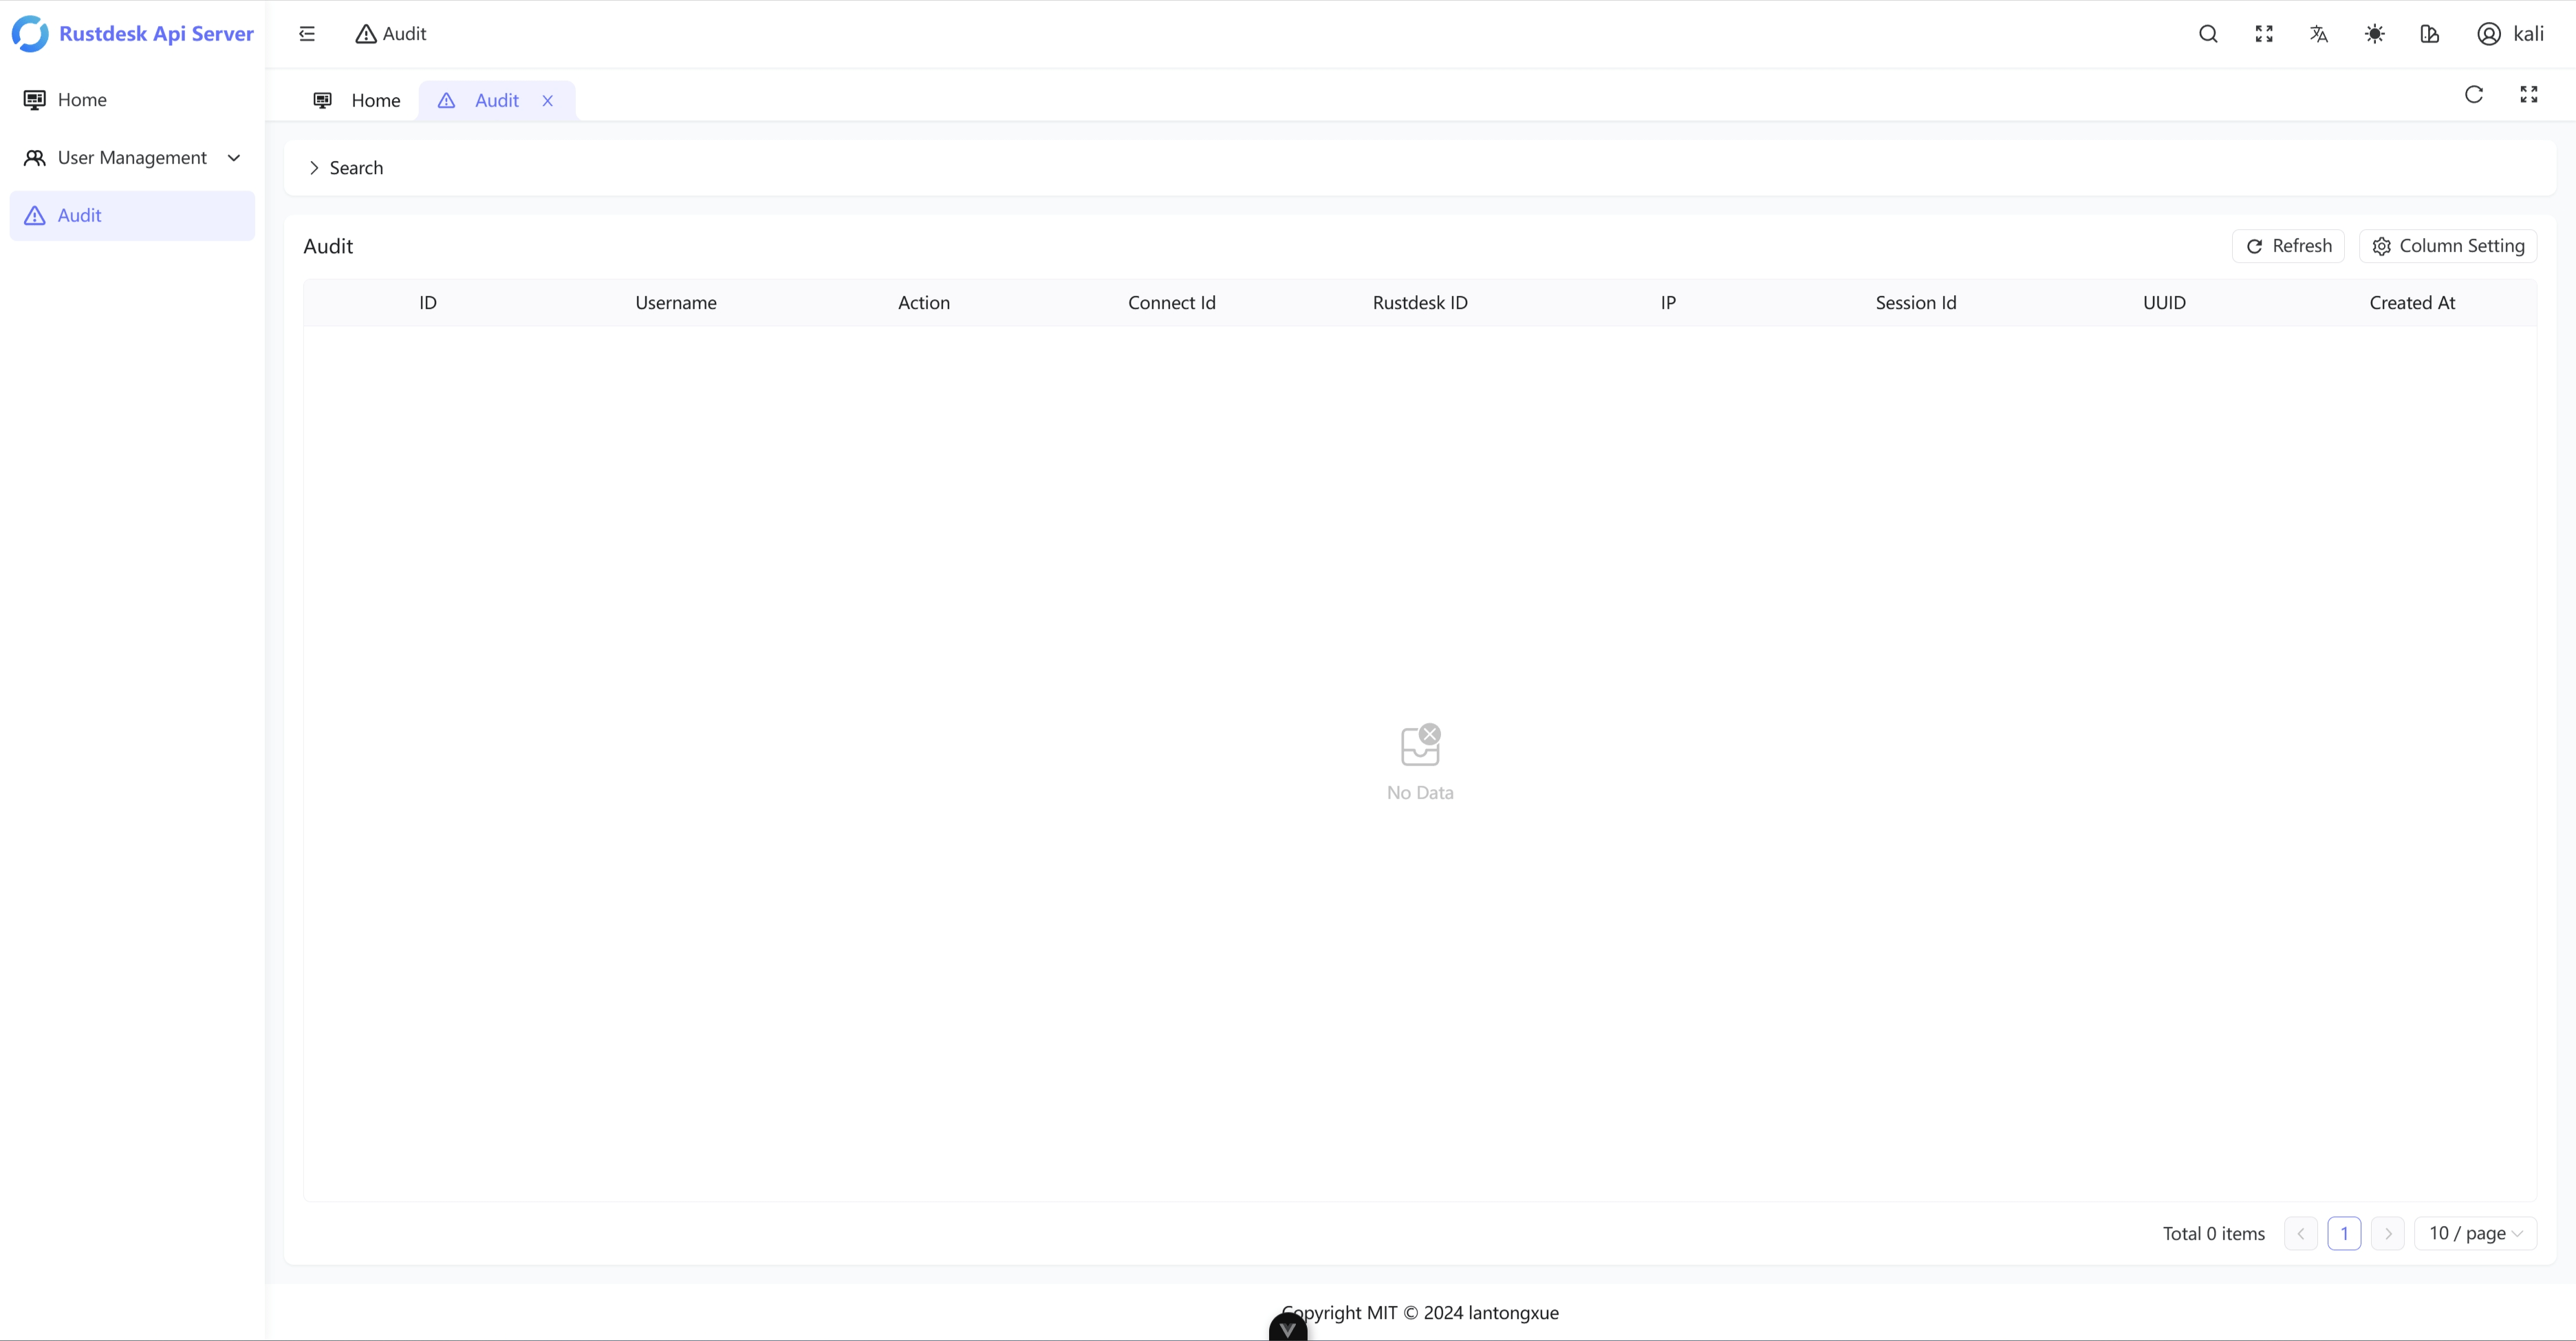 Rustdesk Api Server
Audit
kali
Home
User Management
Audit
Home
Audit
Search
Audit
Refresh
Column Setting
ID Username Action Connect Id Rustdesk ID IP Session Id UUID Created At
No Data
Total 0 items 1 10 / page
Copyright MIT © 2024 lantongxue